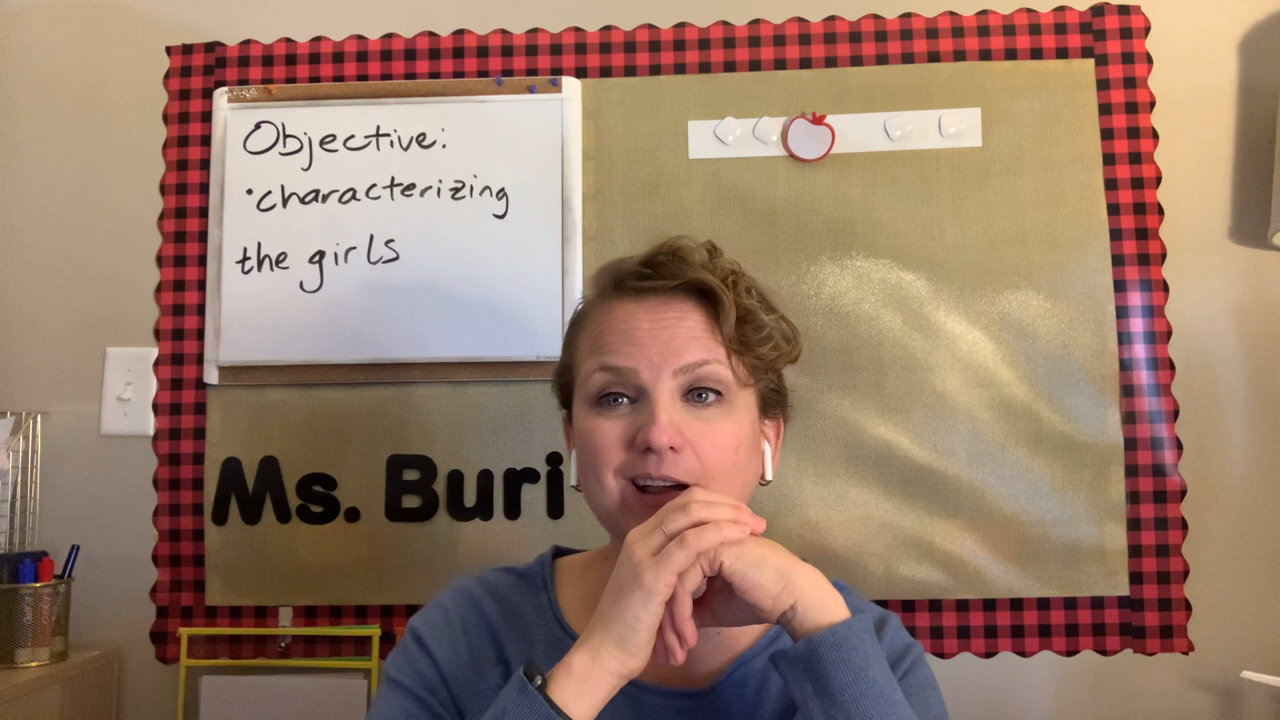 Objective:
•characterizing
the girls
Ms. Buri